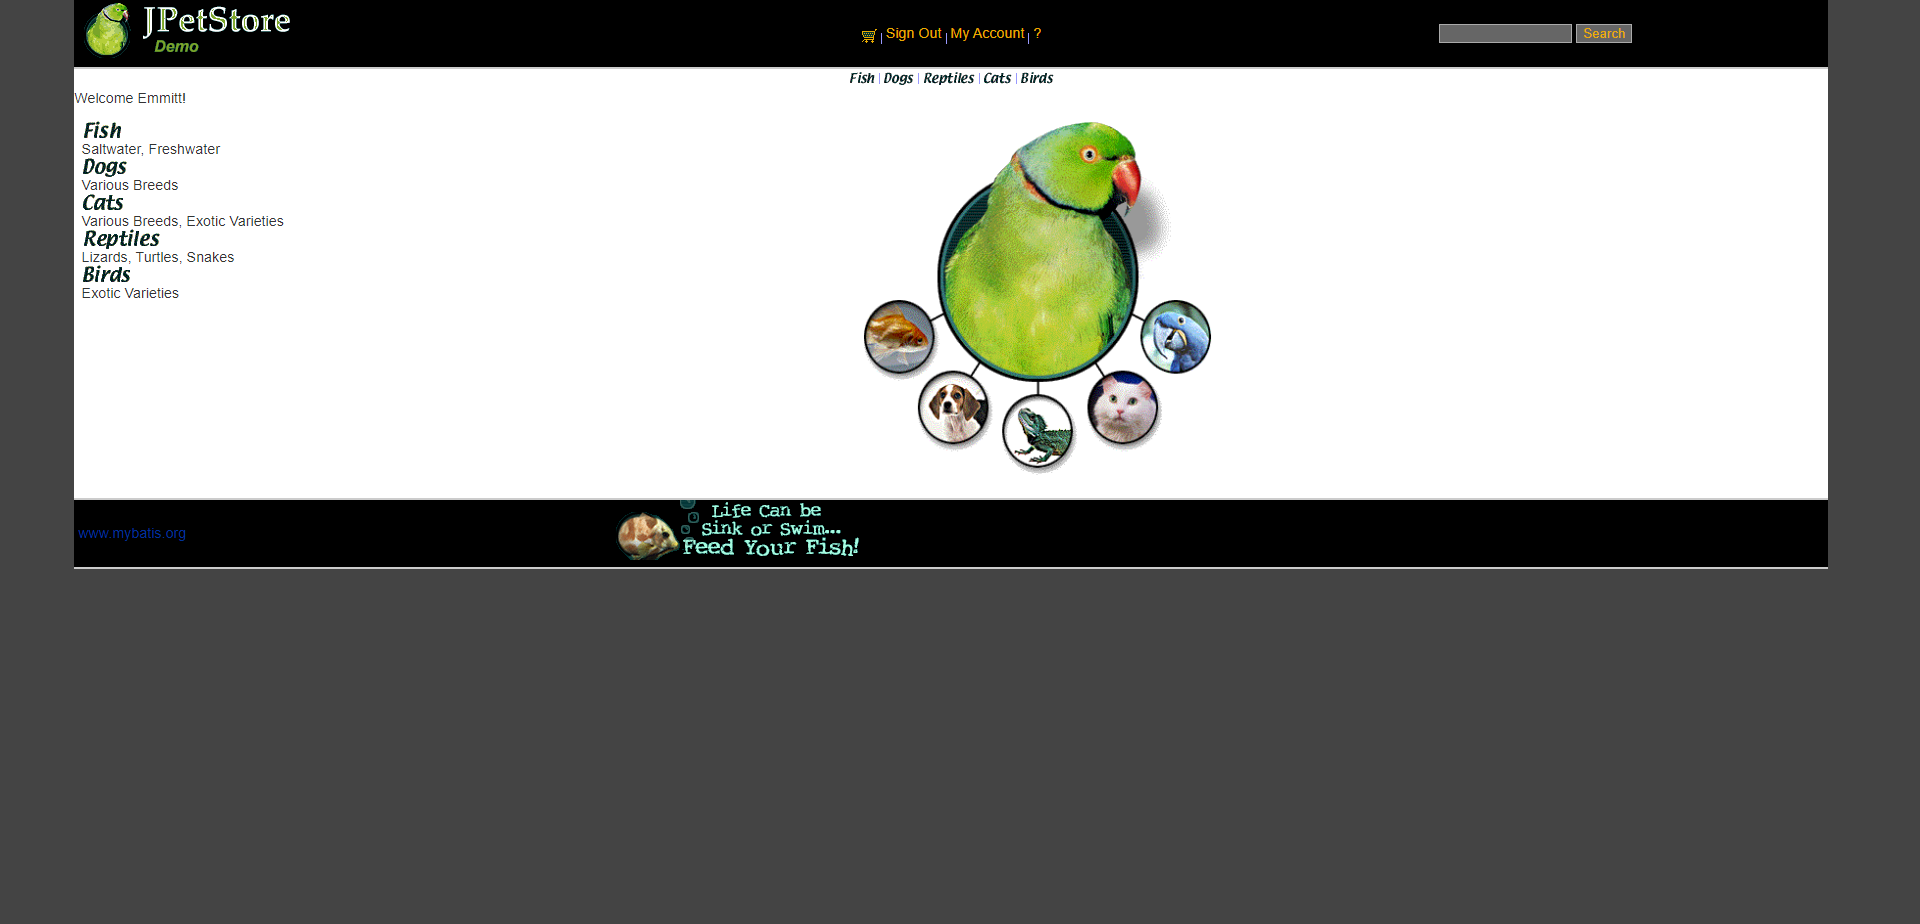 JPetStore
Demo
Sign Out My Account ?
Search
Fish Dogs Reptiles Cats Birds
Welcome Emmitt!
Fish
Saltwater, Freshwater
Dogs
Various Breeds
Cats
Various Breeds, Exotic Varieties
Reptiles
Lizards, Turtles, Snakes
Birds
Exotic Varieties
www.mybatis.org
Life Can be
Sink or Swim...
Feed Your Fish!